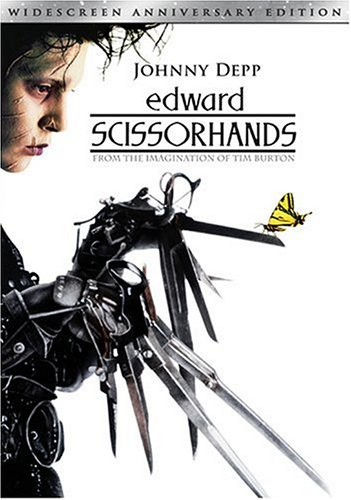 WIDESCREEN ANNIVERSARY EDITION
JOHNNY DEPP
edward
SCISSORHANDS
FROM THE IMAGINATION OF TIM BURTON